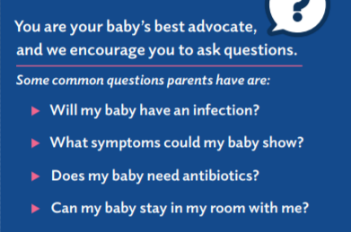 ?
You are your baby's best advocate,
and we encourage you to ask questions.
Some common questions parents have are:
Will my baby have an infection?
What symptoms could my baby show?
Does my baby need antibiotics?
Can my baby stay in my room with me?